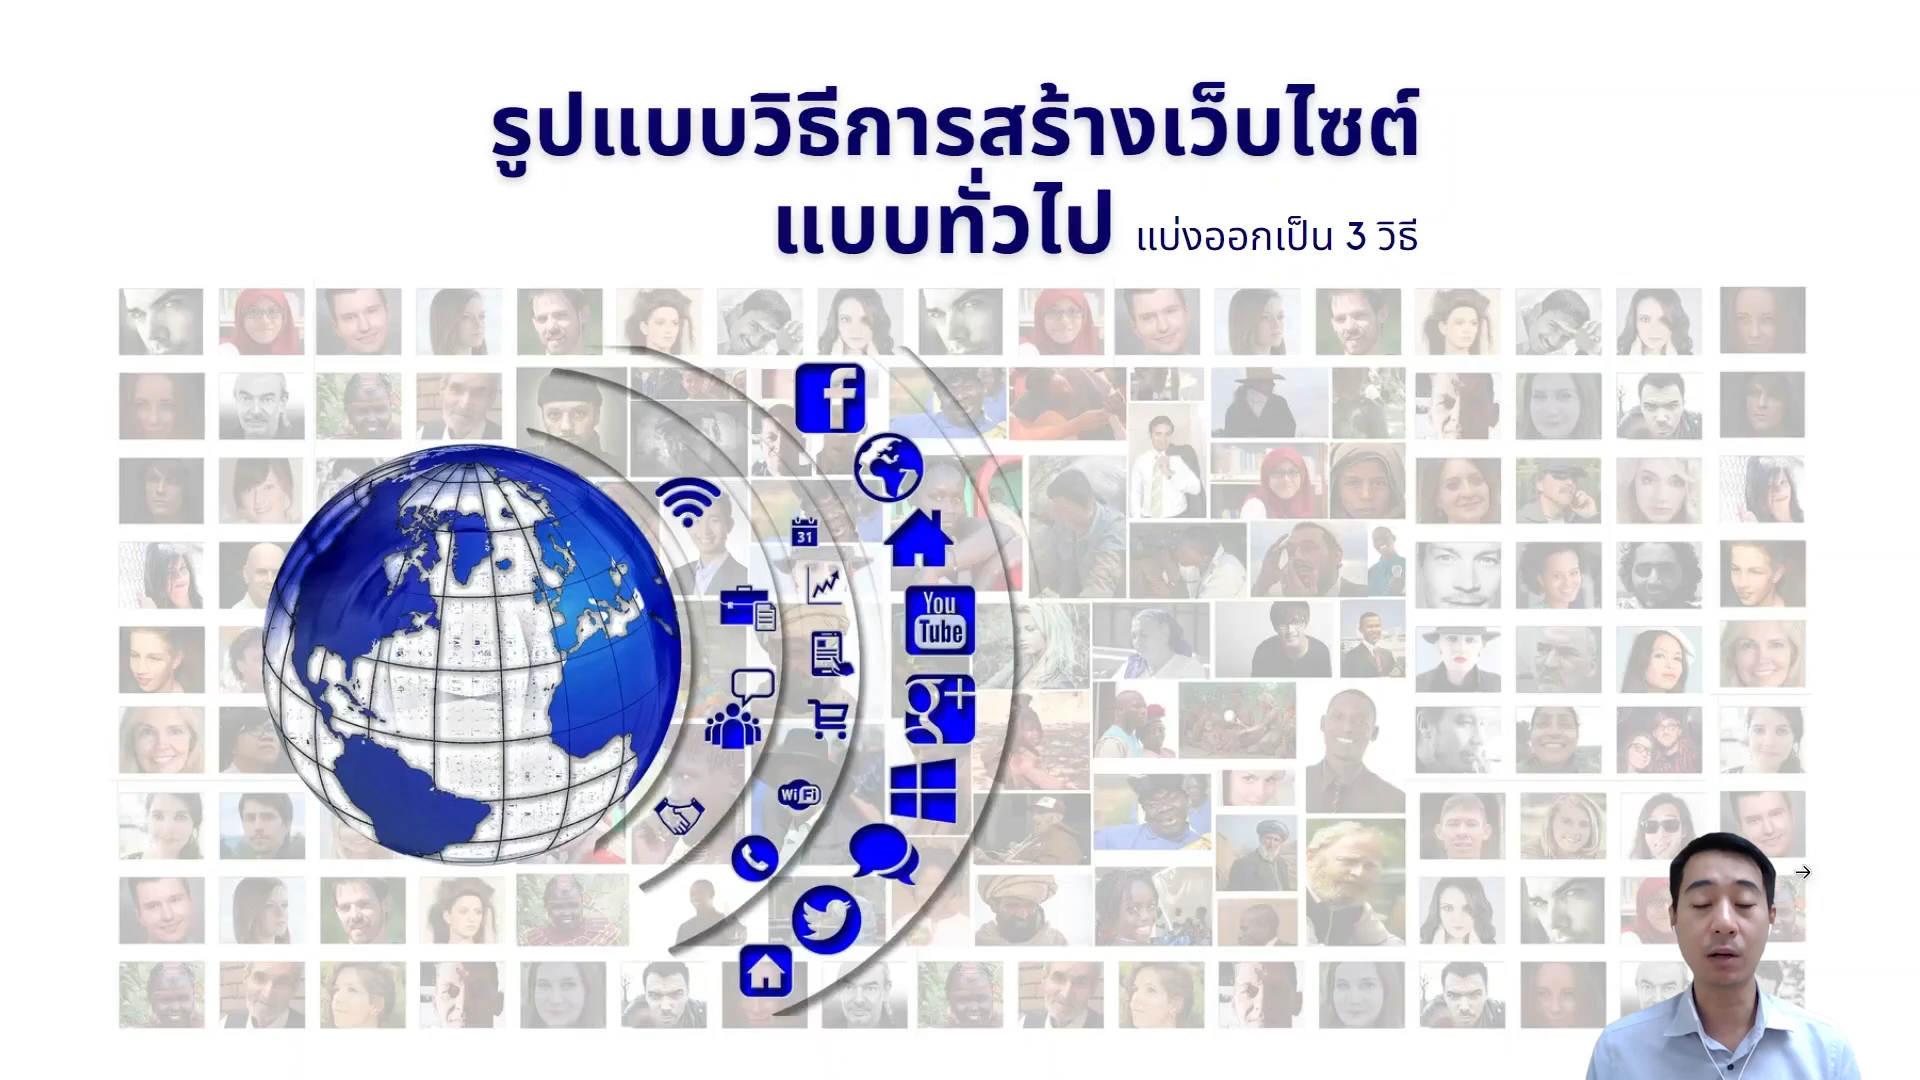 รูปแบบวิธีการสร้างเว็บไซต์
แบบทั่วไป แบ่งออกเป็น 3 วิธี
f
31
You
Tube
g+
WiFi